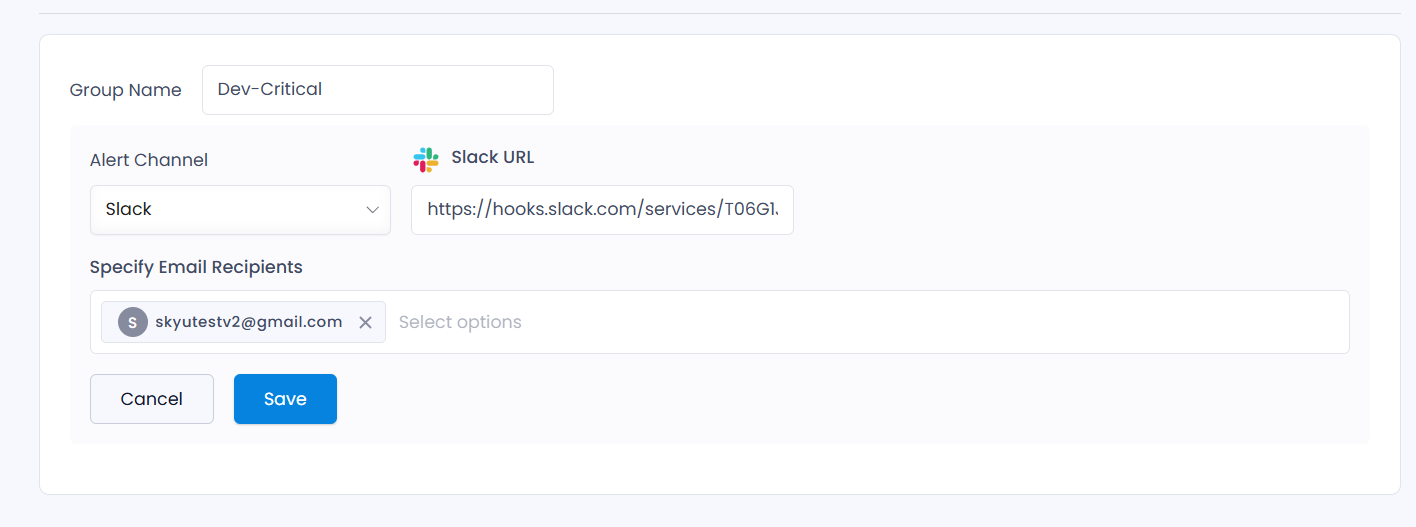 Group Name Dev-Critical
Alert Channel Slack URL
Slack https://hooks.slack.com/services/T06G1
Specify Email Recipients
S skyutestv2@gmail.com Select options
Cancel Save